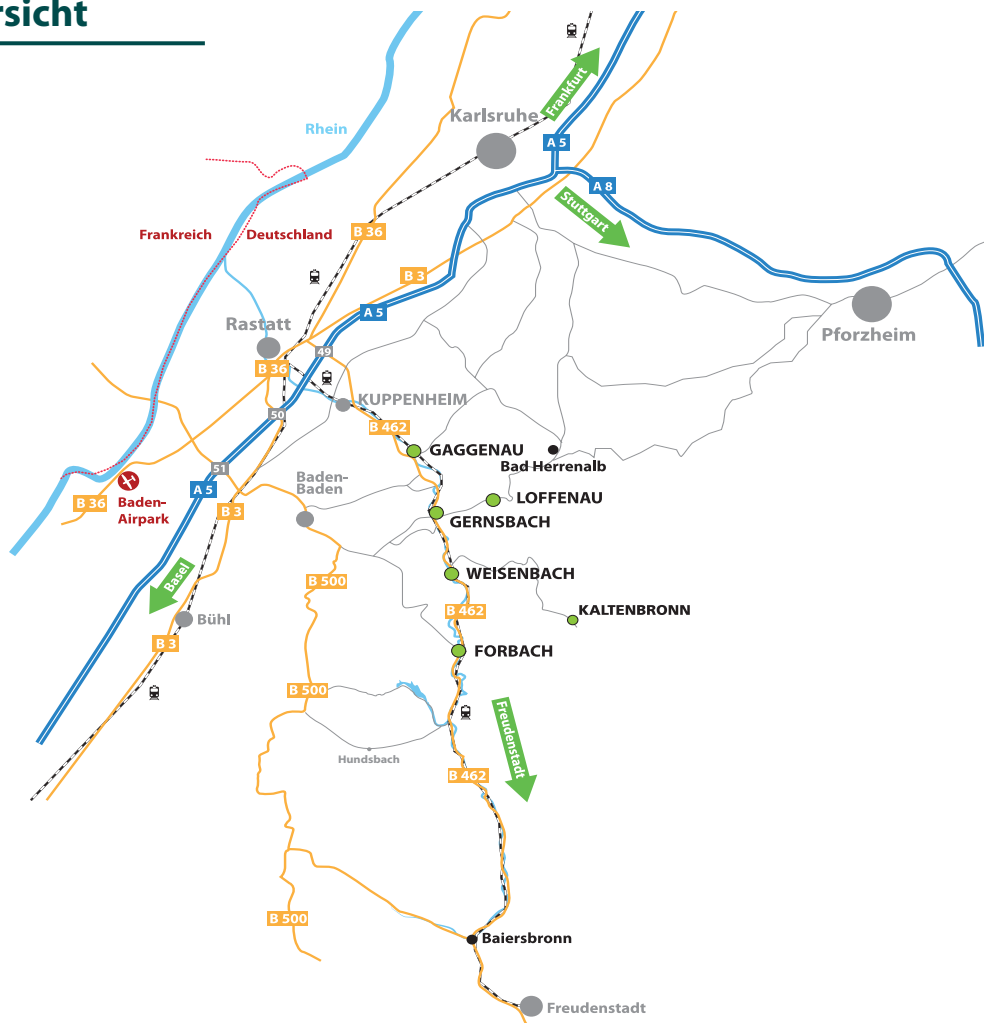 rsicht
Frankfurt
Karlsruhe
Rhein
A 5
A 8
Stuttgart
Frankreich
Deutschland
B 36
B 3
A 5
Rastatt
Pforzheim
49
B 36
KUPPENHEIM
50
B 462
GAGGENAU
Bad Herrenalb
51
Baden-
Baden
A 5
LOFFENAU
B 36
Baden-
Airpark
B 3
GERNSBACH
Basel
B 500
WEISENBACH
B 462
KALTENBRONN
Bühl
B 3
FORBACH
B 500
Freudenstadt
Hundsbach
B 462
B 500
Baiersbronn
Freudenstadt